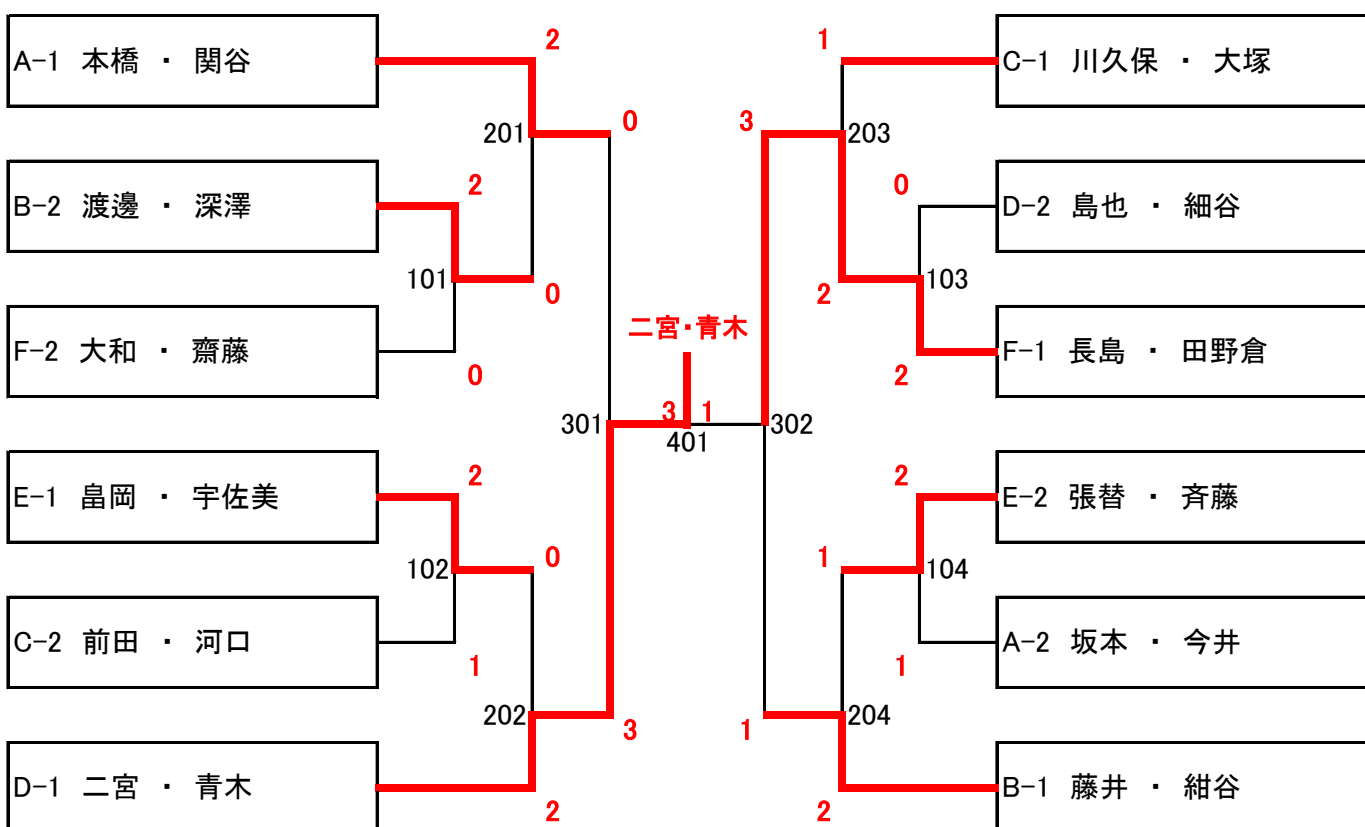 2 1
A-1 本橋 ・ 関谷 C-1 川久保 ・ 大塚
201 0 3 203
2 0
B-2 渡邊 ・ 深澤 D-2 島也 ・ 細谷
101 0 2 103
二宮・青木
F-2 大和 ・ 齋藤 F-1 長島 ・ 田野倉
0 2
301 3 1 302
401
2 2
E-1 畠岡 ・ 宇佐美 E-2 張替 ・ 斉藤
102 0 1 104
C-2 前田 ・ 河口 A-2 坂本 ・ 今井
1 1
202 3 1 204
D-1 二宮 ・ 青木 B-1 藤井 ・ 紺谷
2 2